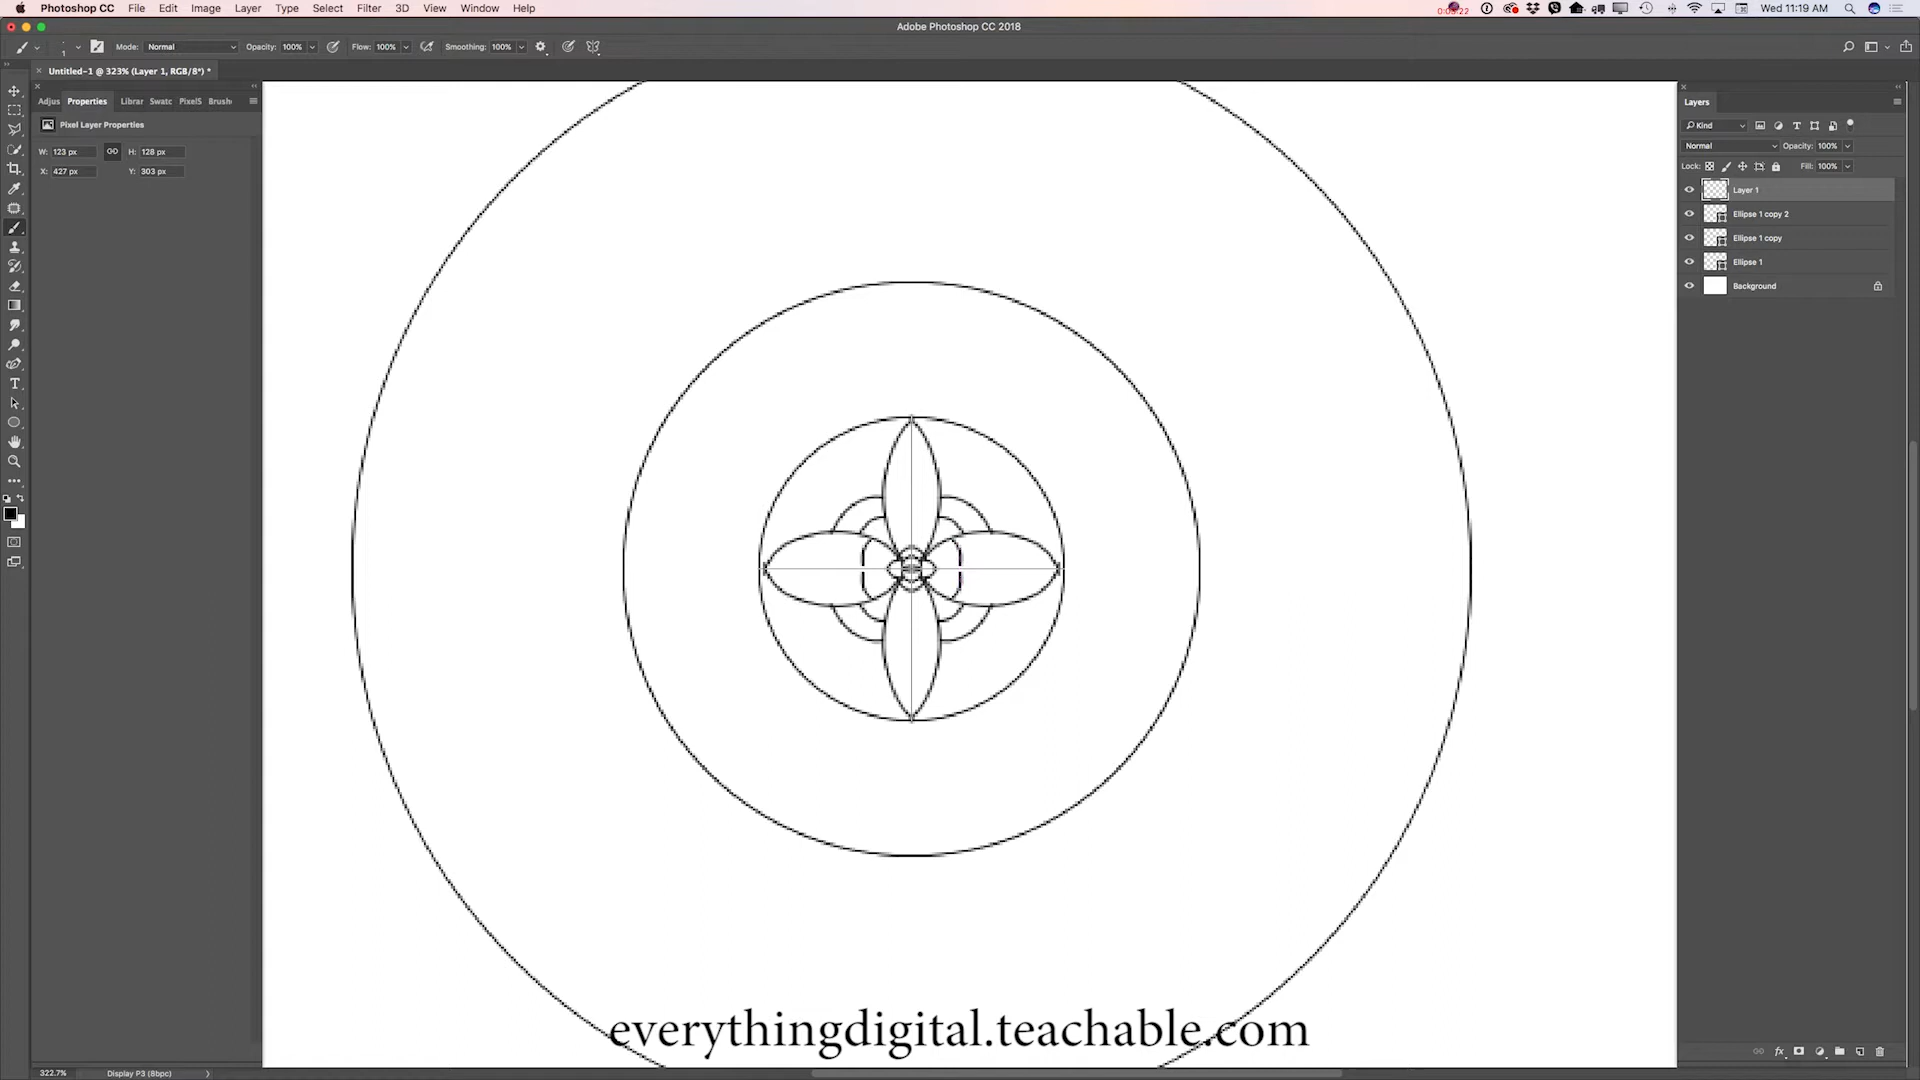 Photoshop CC File Edit Image Layer Type Select Filter 3D View Window Help Wed 11:19 AM
Adobe Photoshop CC 2018
1 Mode: Normal Opacity: 100% Flow: 100% Smoothing: 100%
Untitled-1 @ 323% (Layer 1, RGB/8*) *
Adjus Properties Librar Swatc PixelS Brush
Pixel Layer Properties
W: 123 px H: 128 px
X: 427 px Y: 303 px
Layers
Kind
Normal Opacity: 100%
Lock: Fill: 100%
Layer 1
Ellipse 1 copy 2
Ellipse 1 copy
Ellipse 1
Background
everythingdigital.teachable.com
322.7% Display P3 (8bpc)